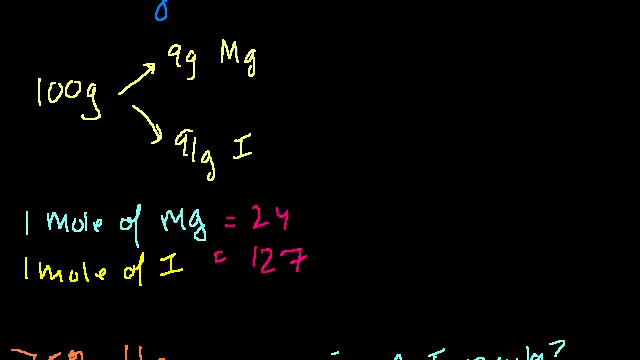 9g Mg
100g
91g I
1 Mole of Mg = 24
1 mole of I = 127